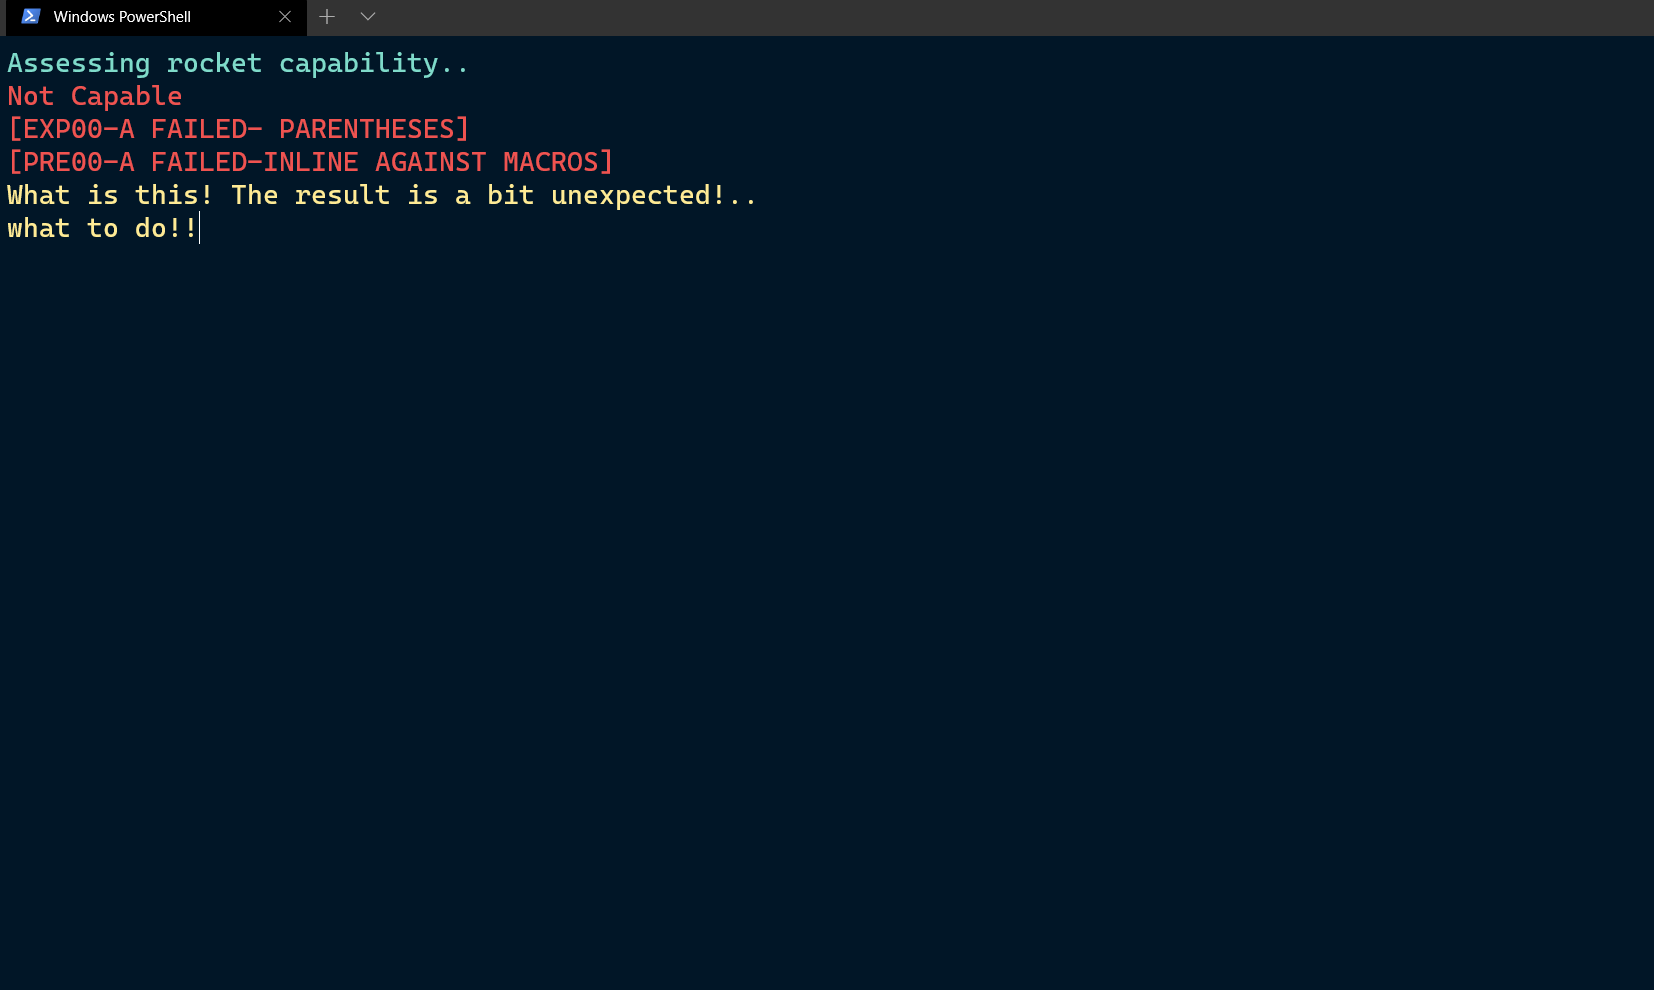 Windows PowerShell
Assessing rocket capability..
Not Capable
[EXP00-A FAILED- PARENTHESES]
[PRE00-A FAILED-INLINE AGAINST MACROS]
What is this! The result is a bit unexpected!..
what to do!!